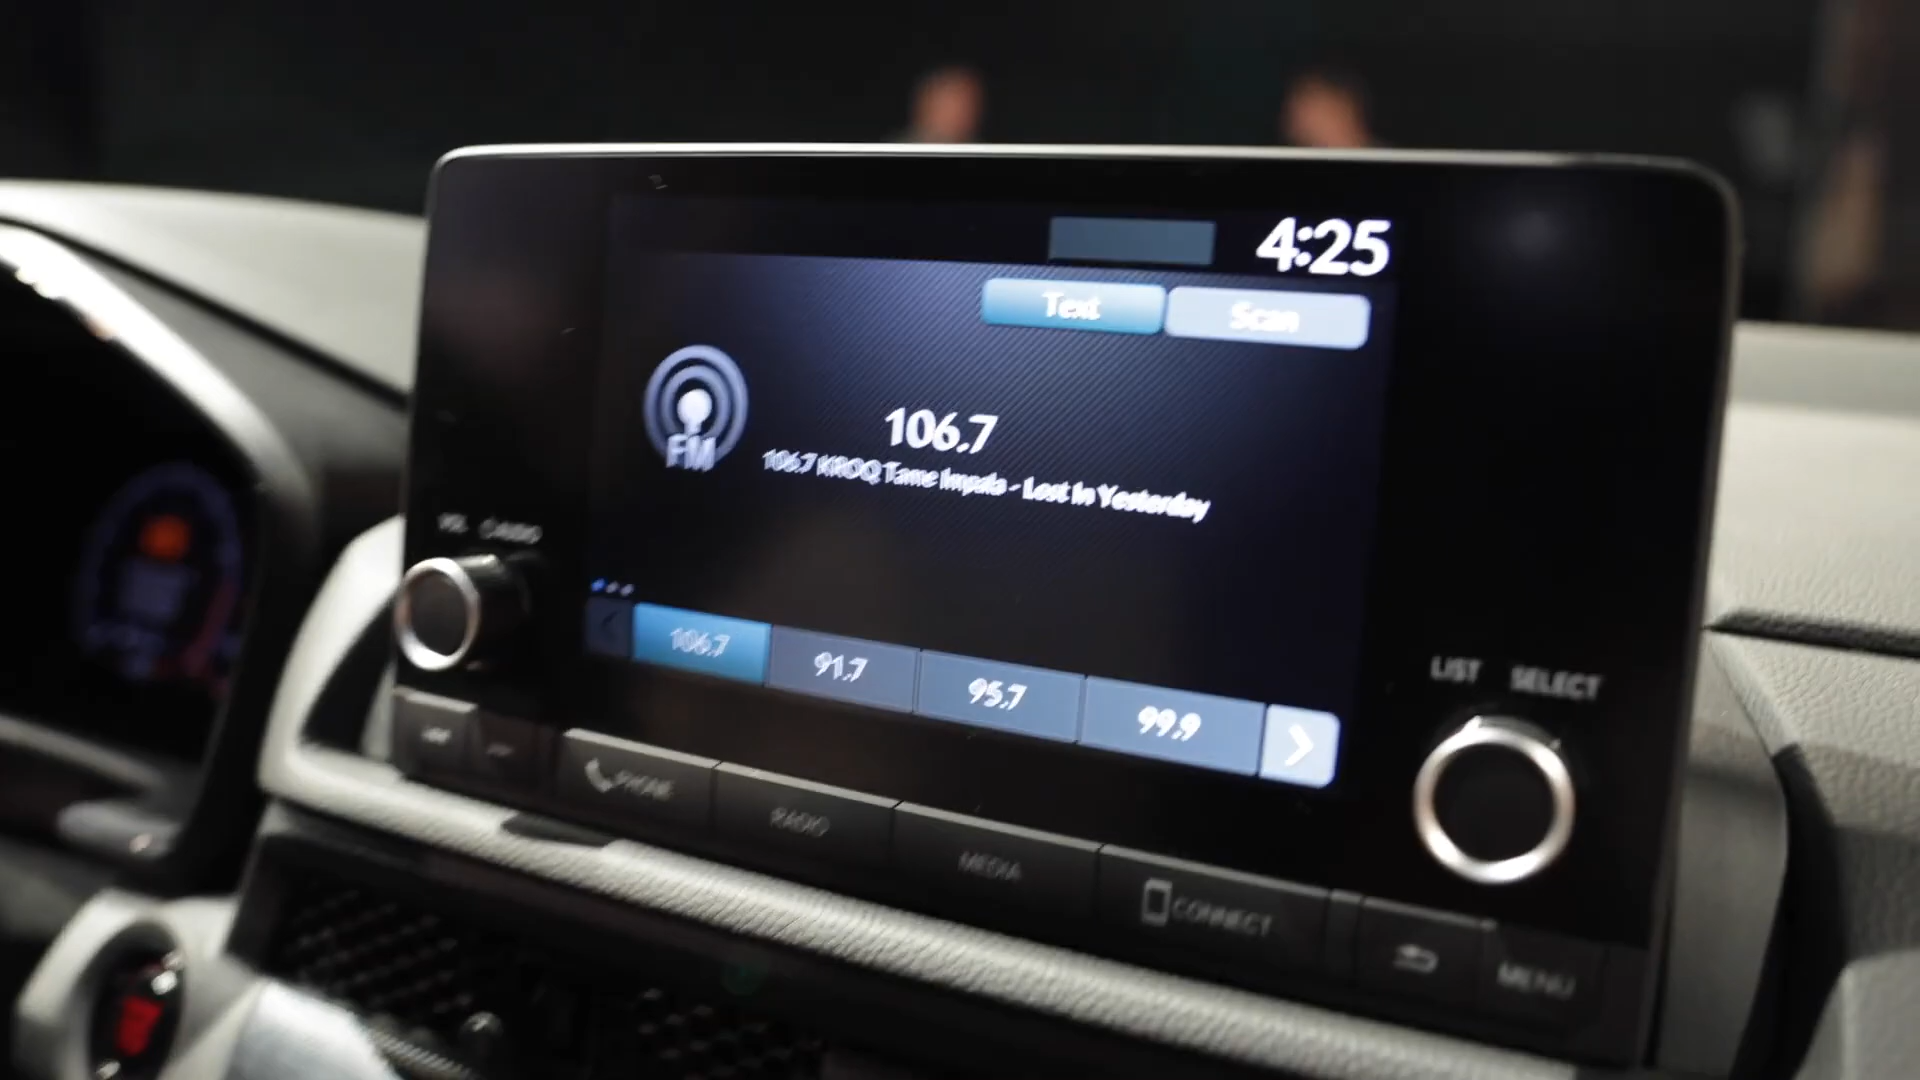 4:25
Text Scan
FM
106.7
106.7 KROQ Tame Impala - Lost In Yesterday
VOL AUDIO
106.7 91.7 95.7 99.9
LIST SELECT
PHONE RADIO MEDIA CONNECT MENU